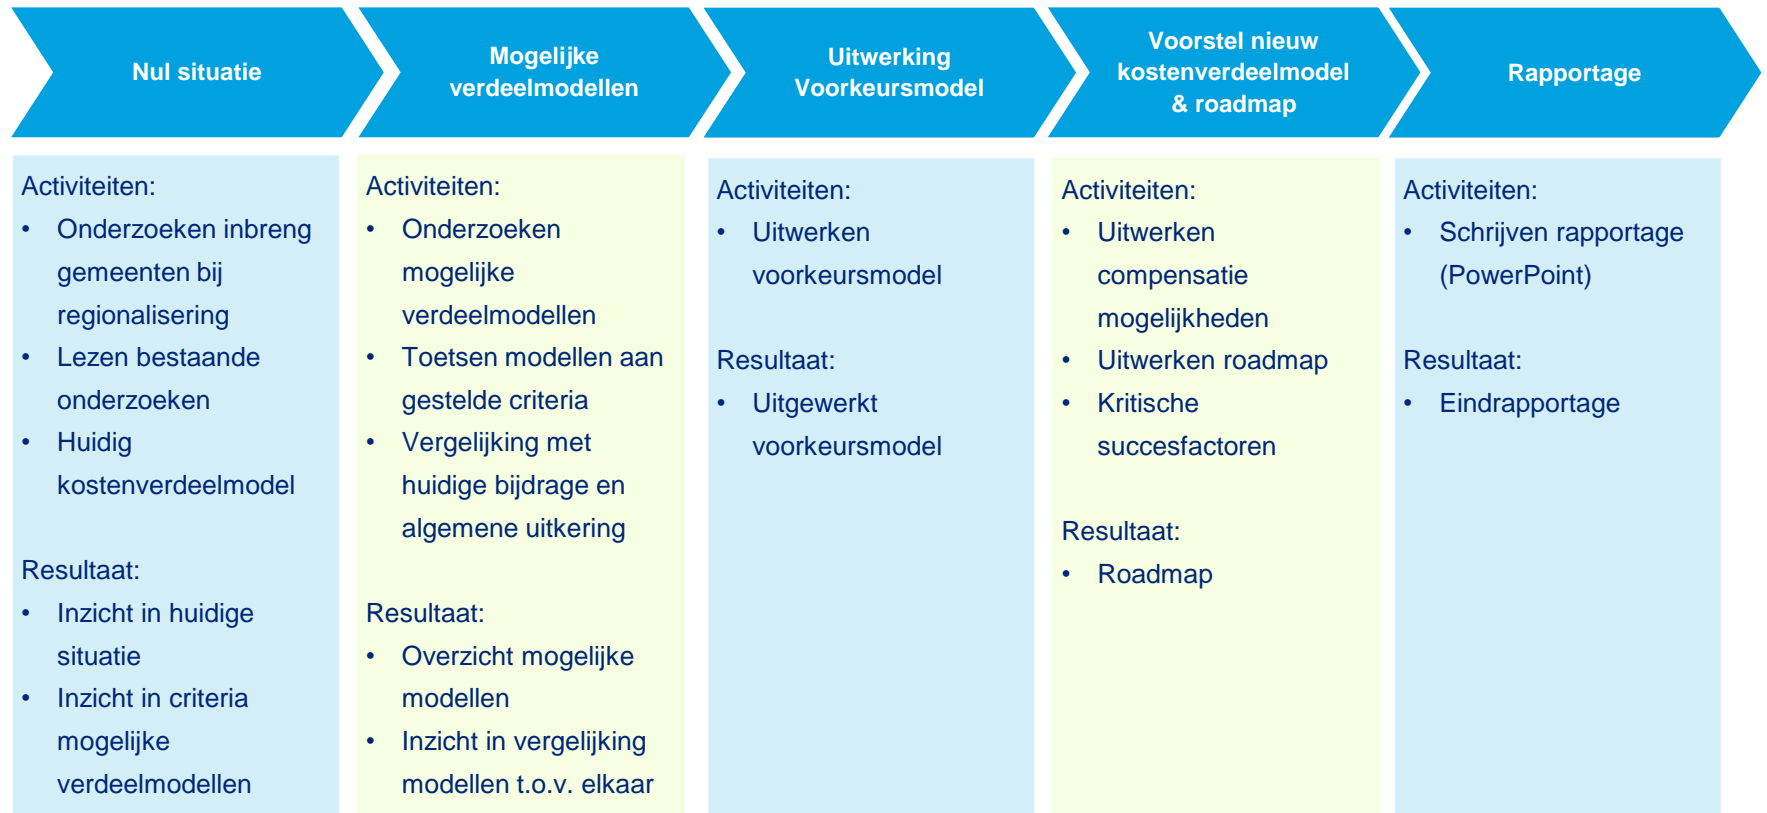 Nul situatie
Mogelijke
verdeelmodellen
Uitwerking
Voorkeursmodel
Voorstel nieuw
kostenverdeelmodel
& roadmap
Rapportage
Activiteiten:
• Onderzoeken inbreng
gemeenten bij
regionalisering
• Lezen bestaande
onderzoeken
• Huidig
kostenverdeelmodel
Resultaat:
• Inzicht in huidige
situatie
• Inzicht in criteria
mogelijke
verdeelmodellen
Activiteiten:
• Onderzoeken
mogelijke
verdeelmodellen
• Toetsen modellen aan
gestelde criteria
• Vergelijking met
huidige bijdrage en
algemene uitkering
Resultaat:
• Overzicht mogelijke
modellen
• Inzicht in vergelijking
modellen t.o.v. elkaar
Activiteiten:
• Uitwerken
voorkeursmodel
Resultaat:
• Uitgewerkt
voorkeursmodel
Activiteiten:
• Uitwerken
compensatie
mogelijkheden
• Uitwerken roadmap
• Kritische
succesfactoren
Resultaat:
• Roadmap
Activiteiten:
• Schrijven rapportage
(PowerPoint)
Resultaat:
• Eindrapportage